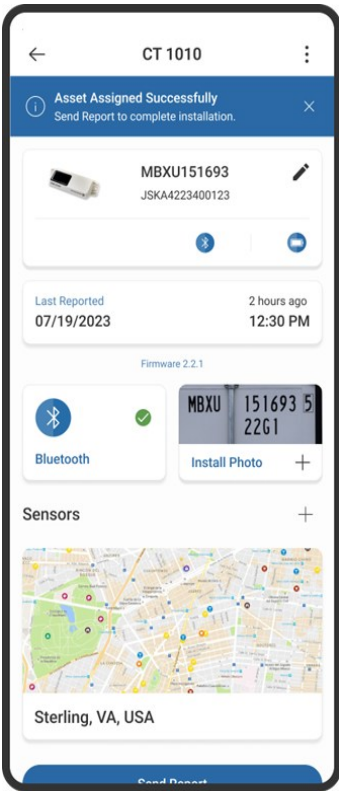 CT 1010
Asset Assigned Successfully
Send Report to complete installation.
MBXU151693
JSKA4223400123
Last Reported
2 hours ago
07/19/2023
12:30 PM
Firmware 2.2.1
MBXU 151693 5
22G1
Bluetooth
Install Photo
Sensors
Sterling, VA, USA
Send Report